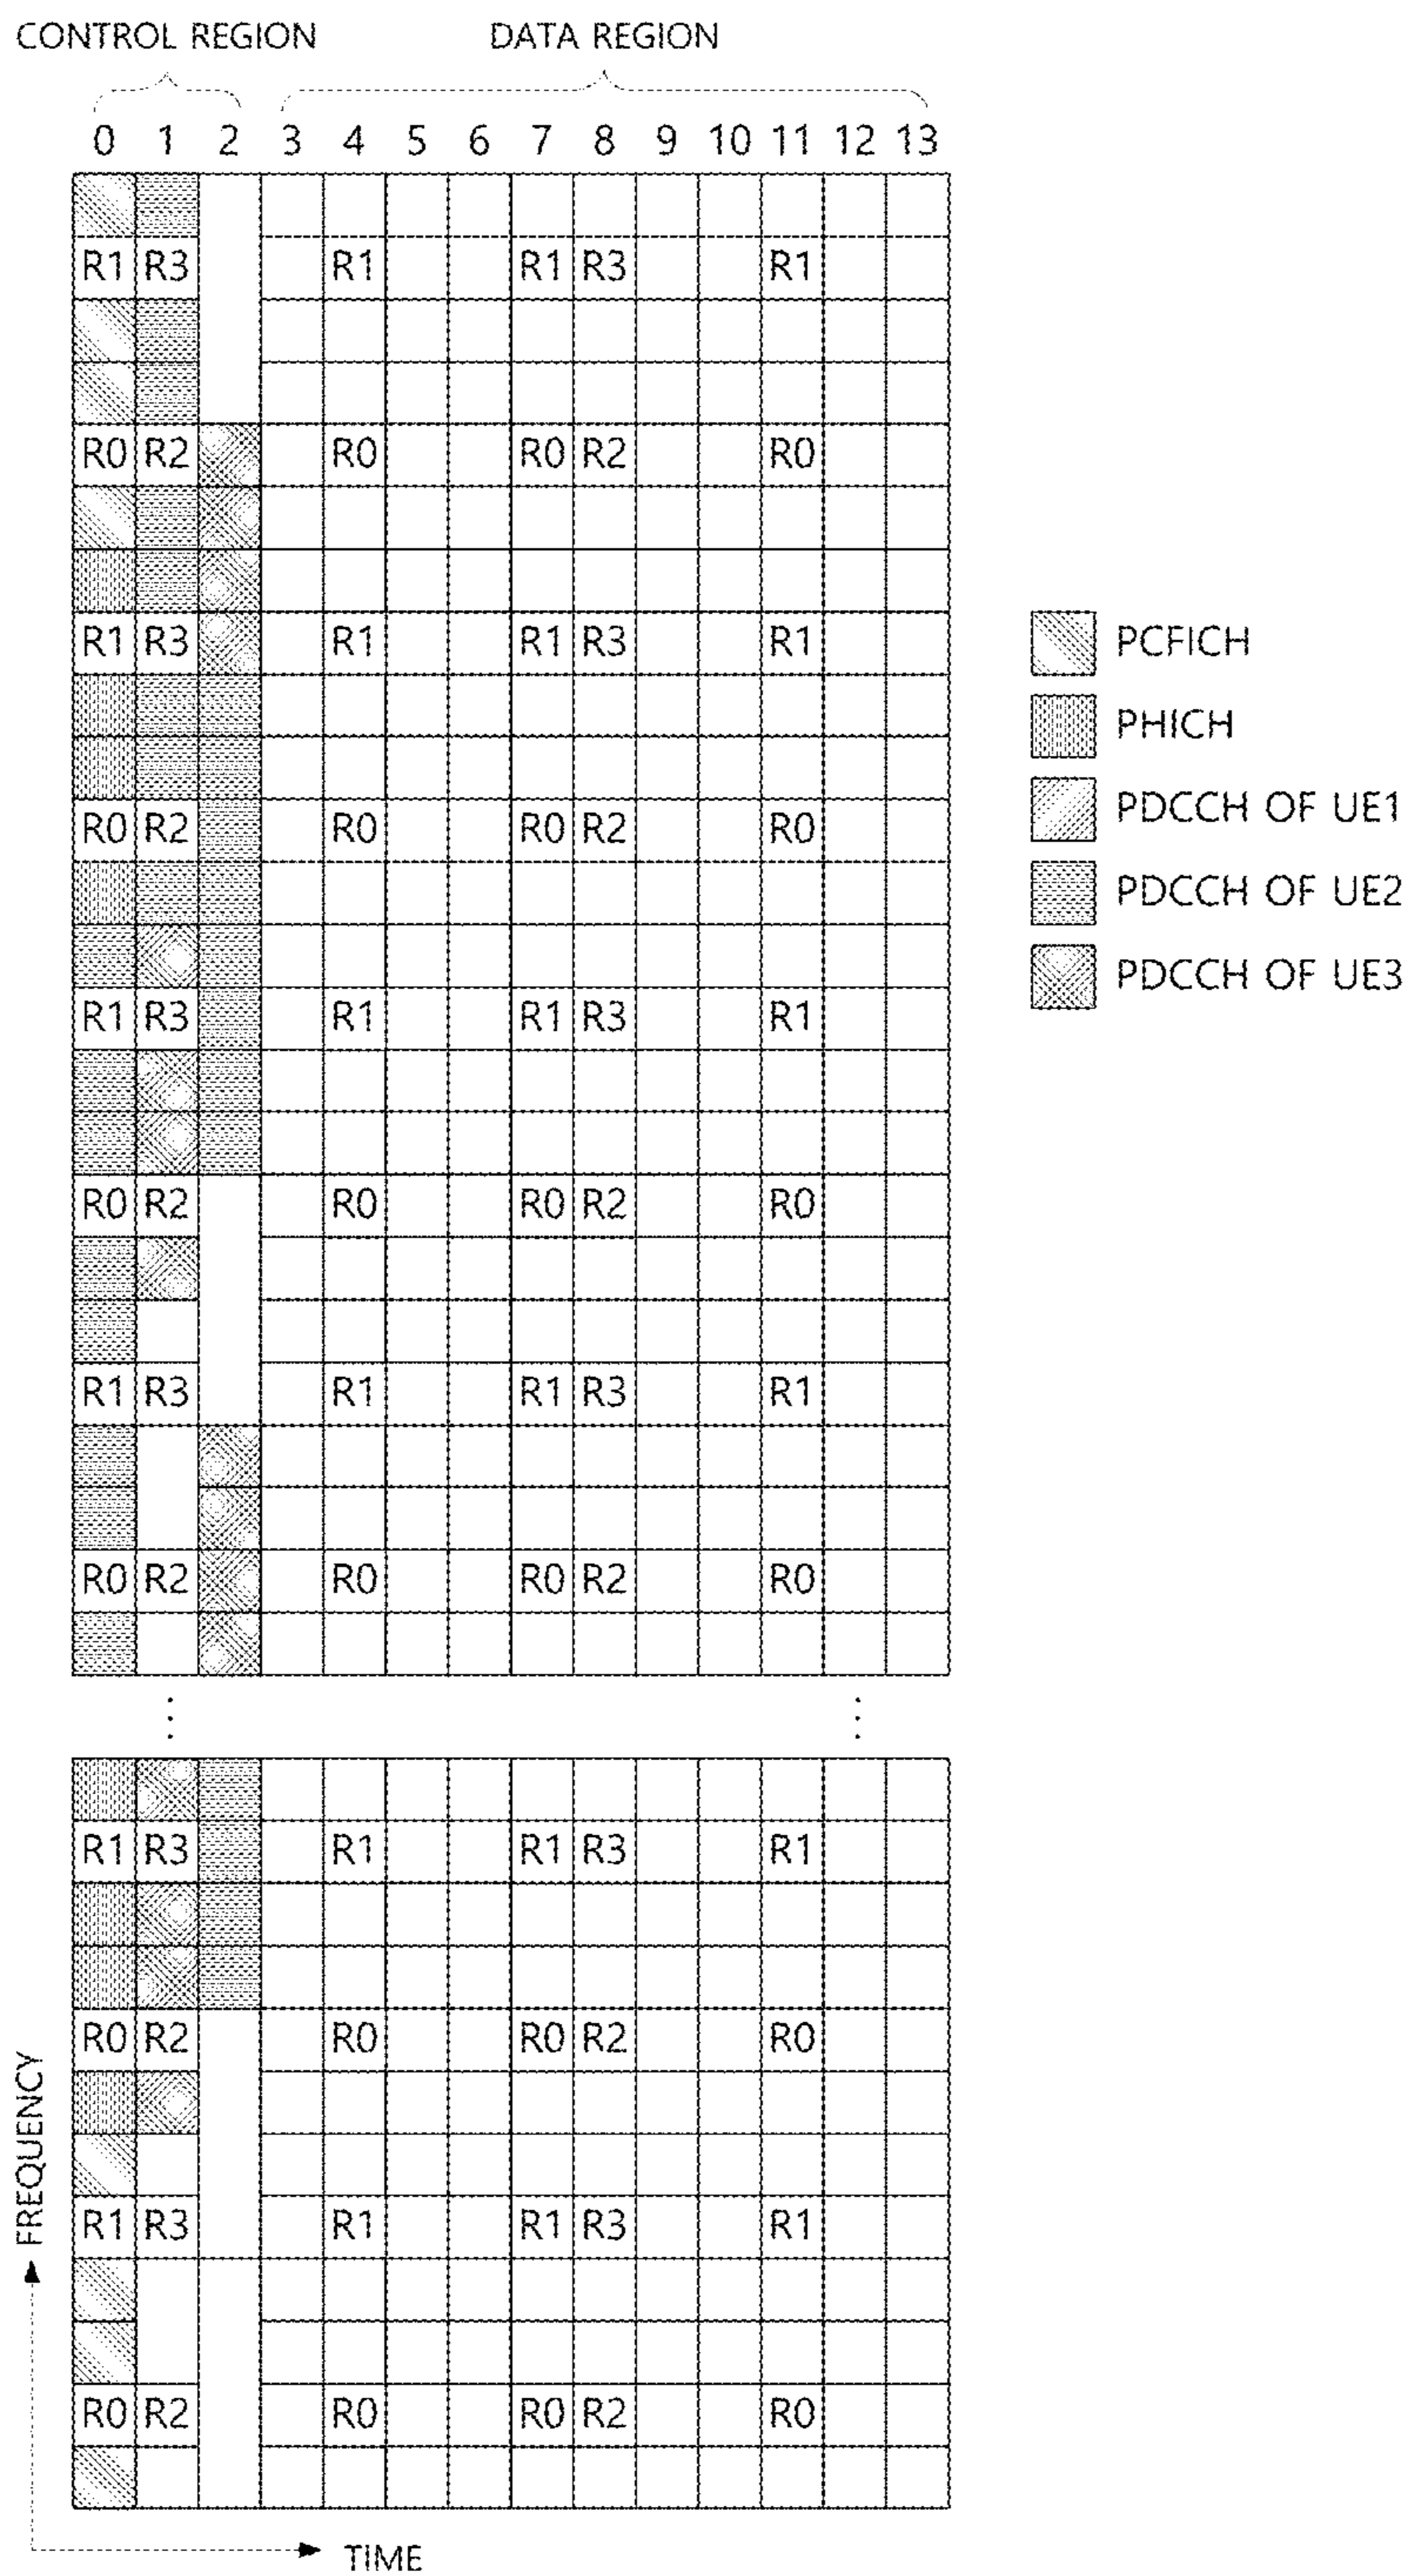 CONTROL REGION DATA REGION
0 1 2 3 4 5 6 7 8 9 10 11 12 13
R1 R3 R1 R1 R3 R1
R0 R2 R0 R0 R2 R0
R1 R3 R1 R1 R3 R1
PCFICH
PHICH
PDCCH OF UE1
PDCCH OF UE2
PDCCH OF UE3
R0 R2 R0 R0 R2 R0
R1 R3 R1 R1 R3 R1
R0 R2 R0 R0 R2 R0
R1 R3 R1 R1 R3 R1
R0 R2 R0 R0 R2 R0
R1 R3 R1 R1 R3 R1
R0 R2 R0 R0 R2 R0
R1 R3 R1 R1 R3 R1
R0 R2 R0 R0 R2 R0
FREQUENCY
TIME